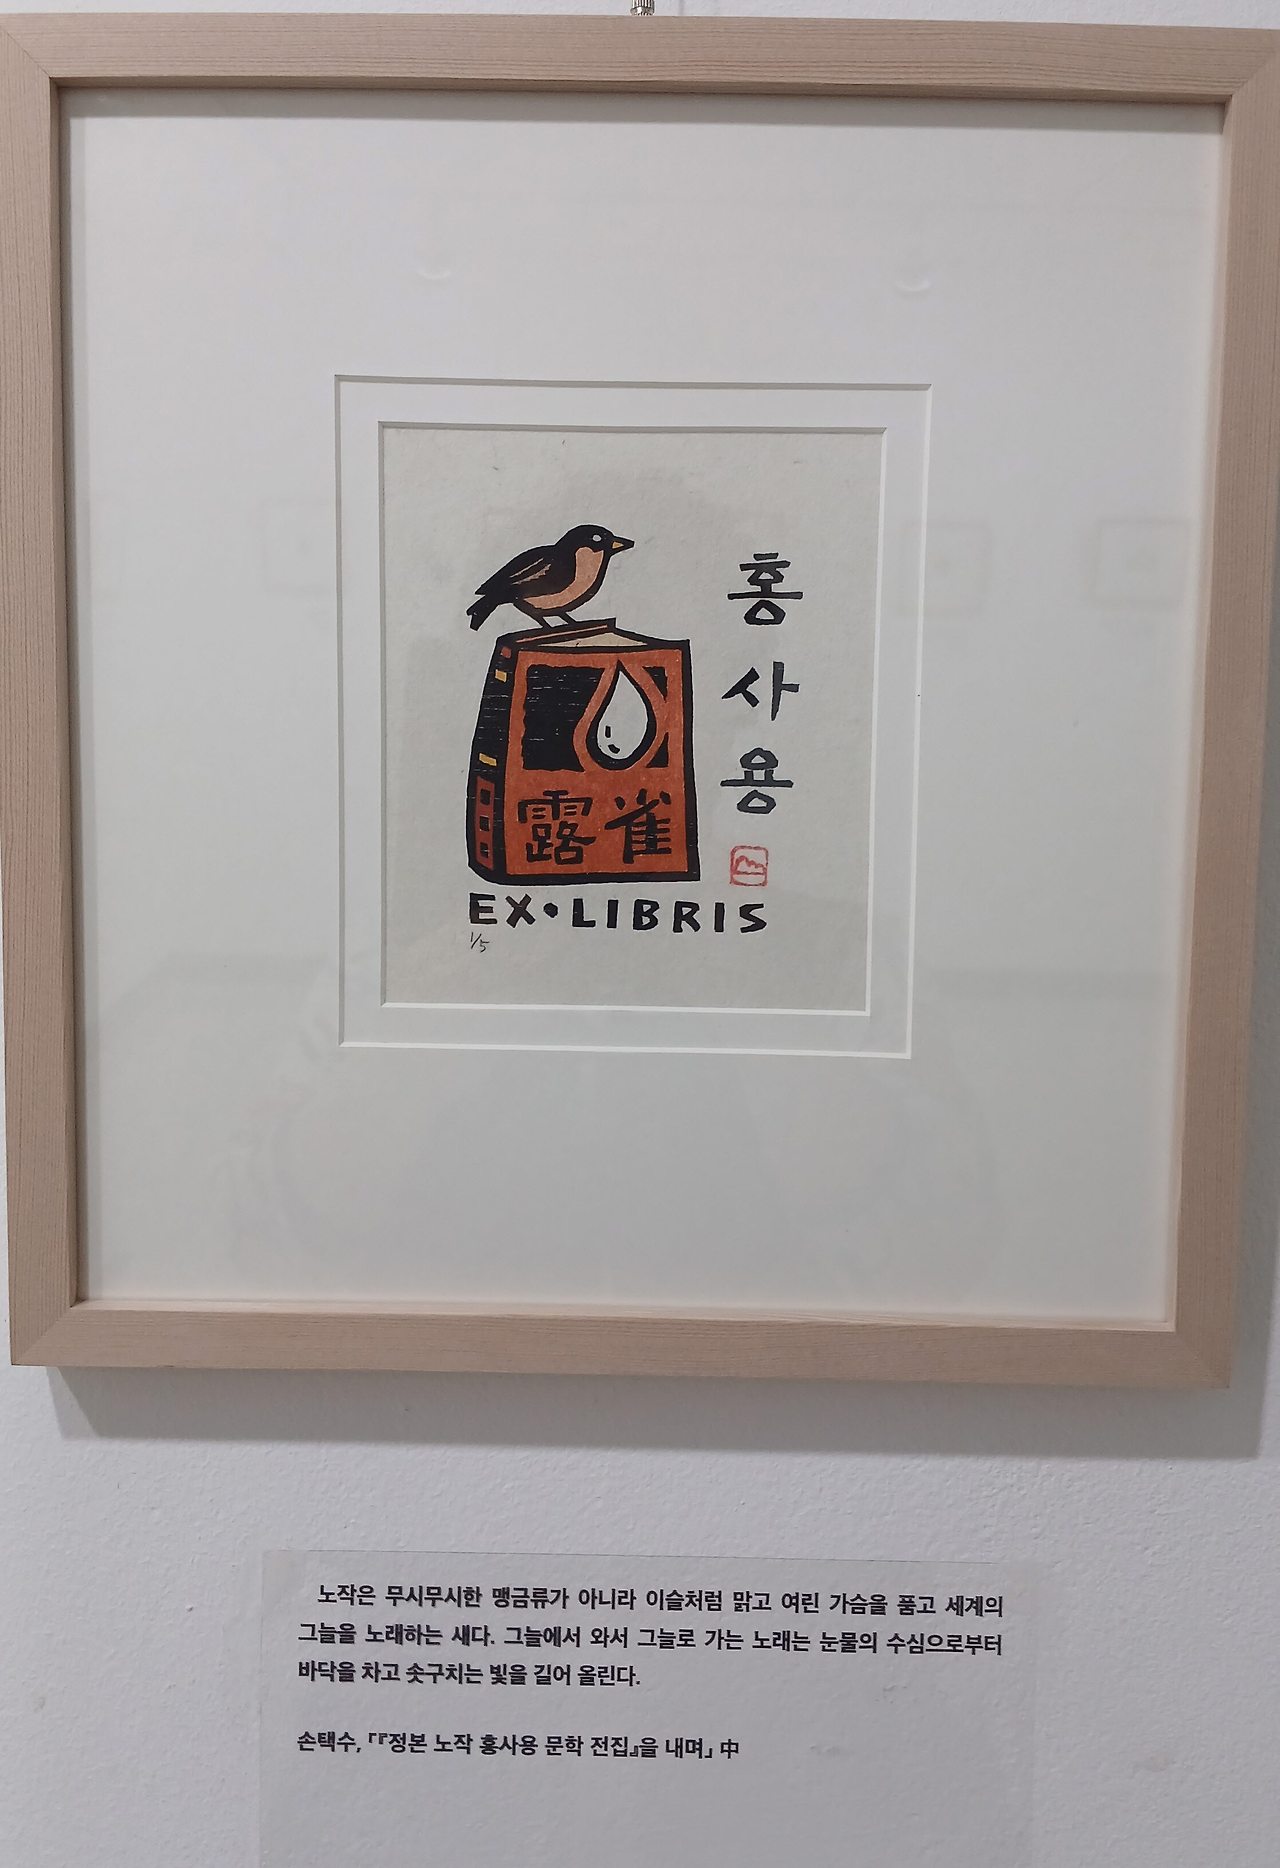 홍
사
용
露雀
EX·LIBRIS
1/5
노작은 무시무시한 맹금류가 아니라 이슬처럼 맑고 여린 가슴을 품고 세계의
그늘을 노래하는 새다. 그늘에서 와서 그늘로 가는 노래는 눈물의 수심으로부터
바닥을 차고 솟구치는 빛을 길어 올린다.
손택수, 「『정본 노작 홍사용 문학 전집』을 내며」 中